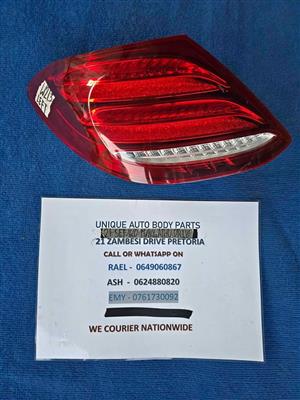 UNIQUE AUTO BODY PARTS
21 ZAMBESI DRIVE PRETORIA
CALL OR WHATSAPP ON
RAEL - 0649060867
ASH - 0624880820
EMY - 0761730092
WE COURIER NATIONWIDE